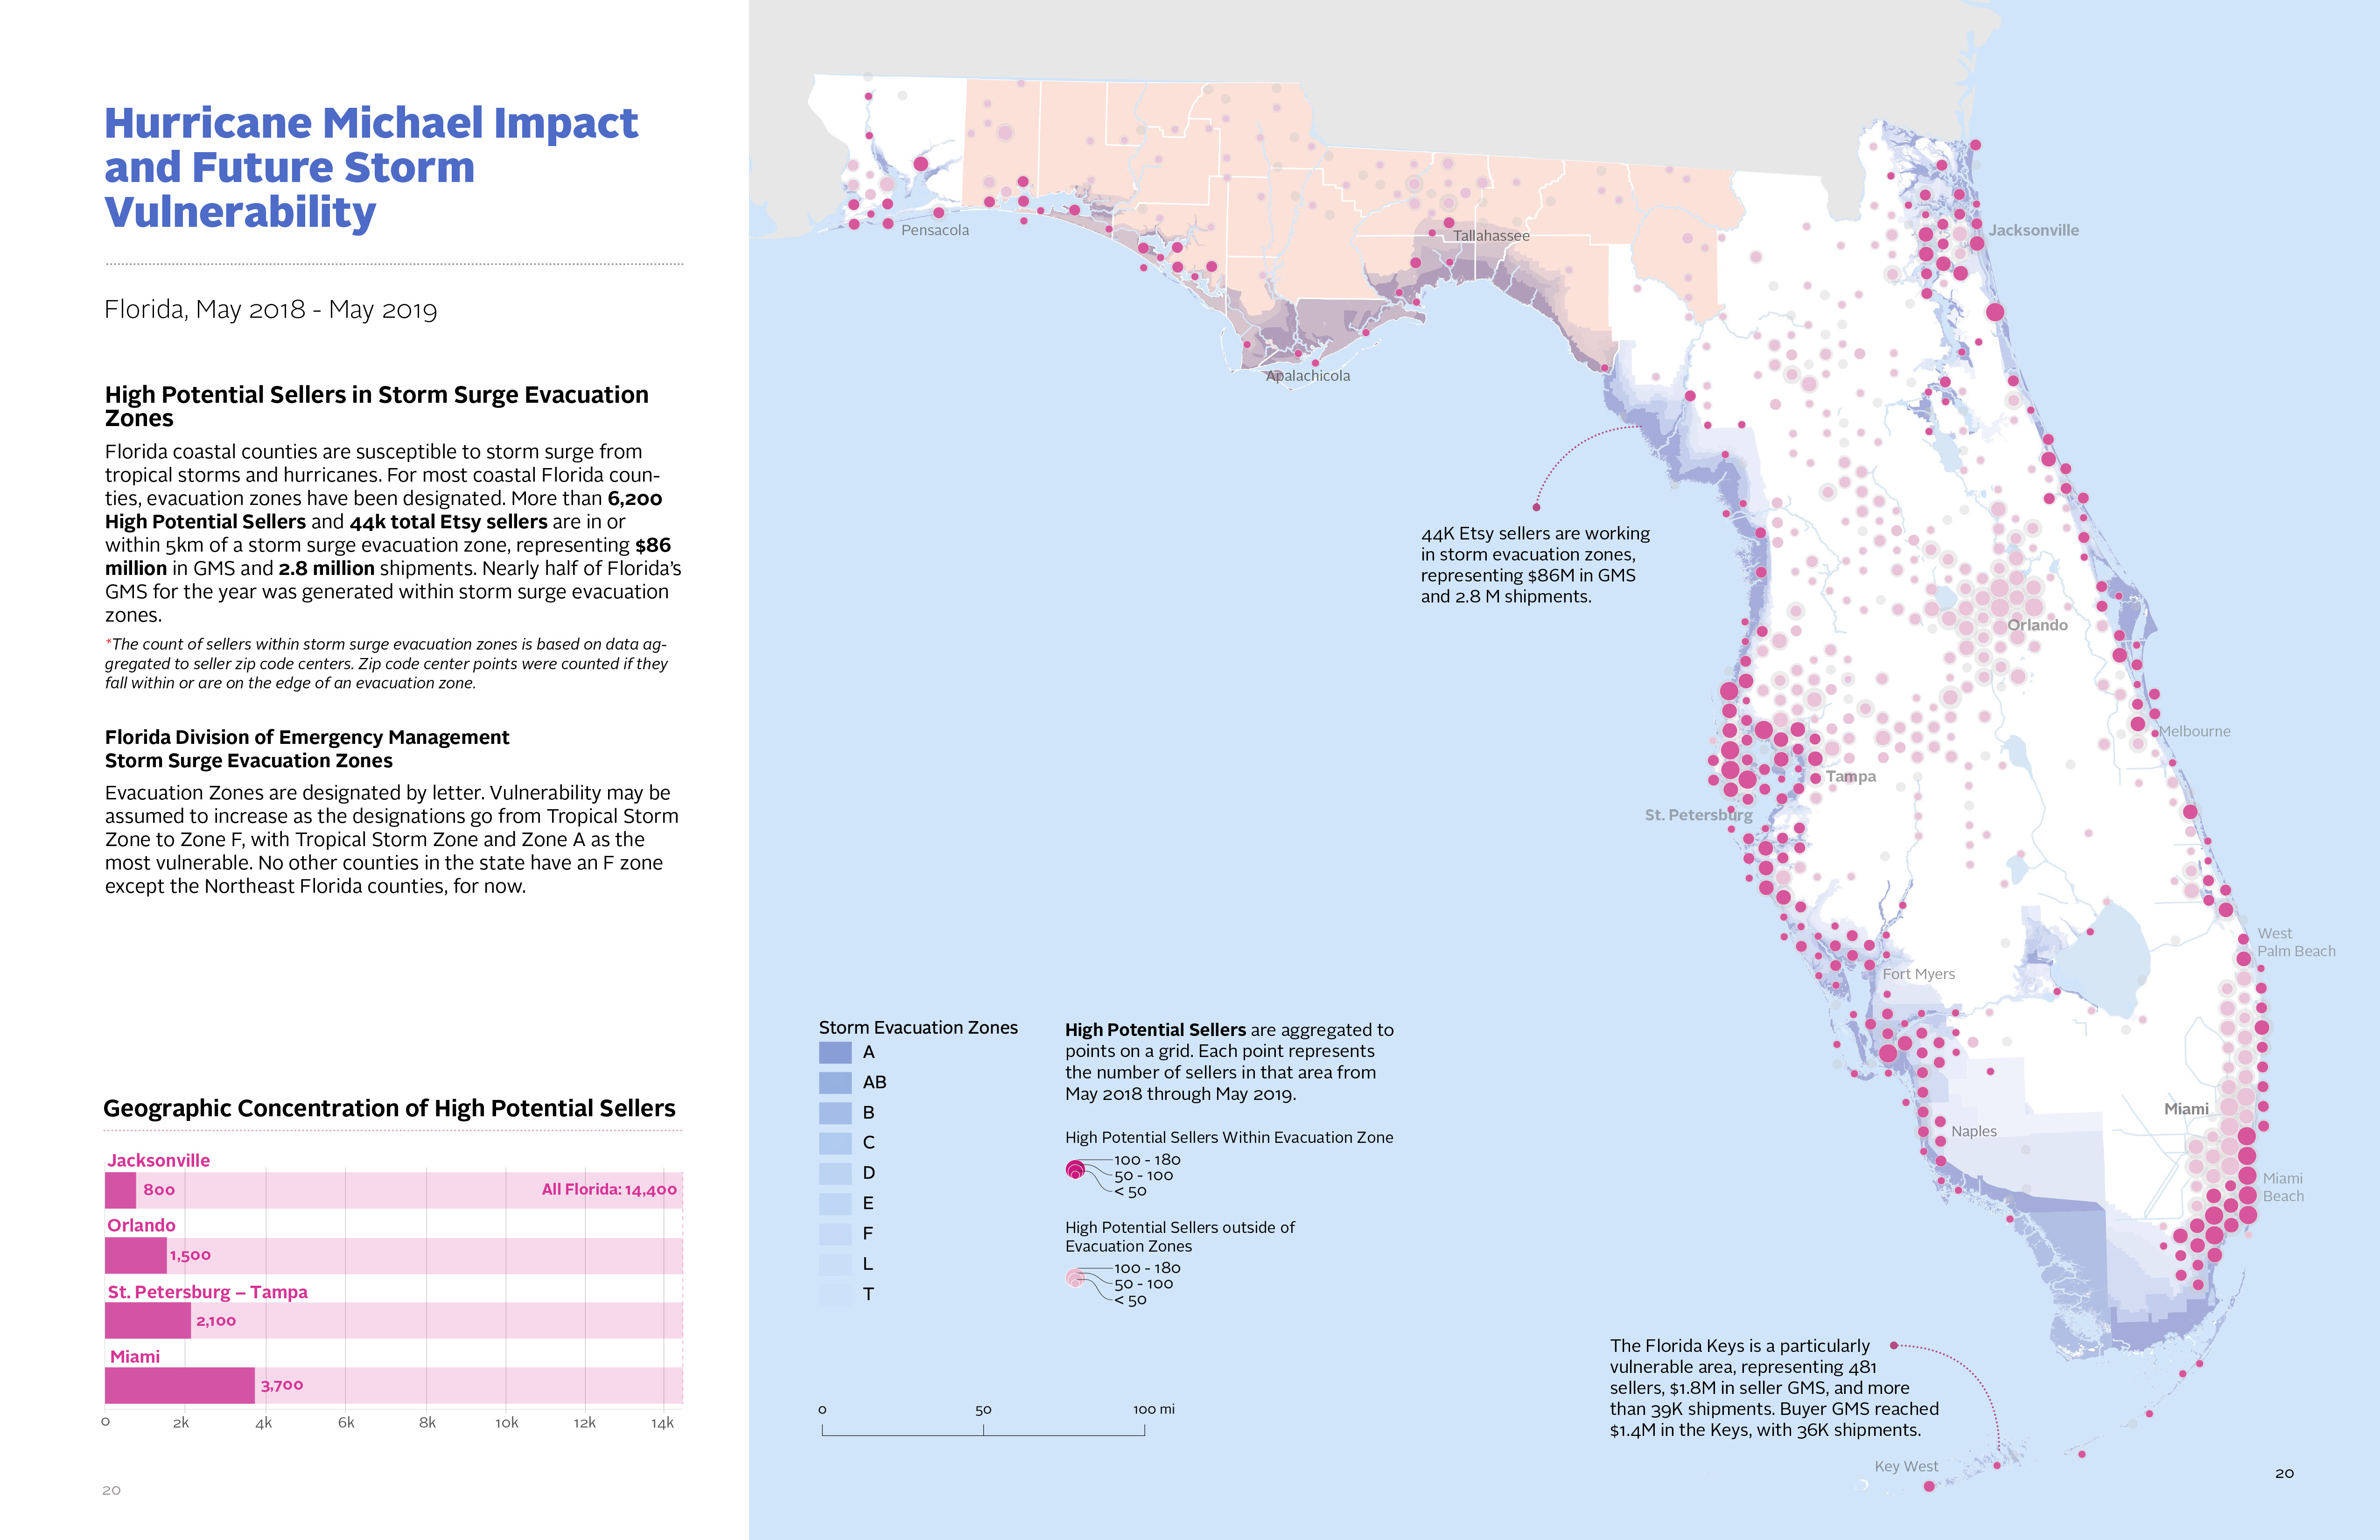 Hurricane Michael Impact
and Future Storm
Vulnerability
Florida, May 2018 - May 2019
High Potential Sellers in Storm Surge Evacuation
Zones
Florida coastal counties are susceptible to storm surge from
tropical storms and hurricanes. For most coastal Florida coun-
ties, evacuation zones have been designated. More than 6,200
High Potential Sellers and 44k total Etsy sellers are in or
within 5km of a storm surge evacuation zone, representing $86
million in GMS and 2.8 million shipments. Nearly half of Florida's
GMS for the year was generated within storm surge evacuation
zones.
*The count of sellers within storm surge evacuation zones is based on data ag-
gregated to seller zip code centers. Zip code center points were counted if they
fall within or are on the edge of an evacuation zone.
Florida Division of Emergency Management
Storm Surge Evacuation Zones
Evacuation Zones are designated by letter. Vulnerability may be
assumed to increase as the designations go from Tropical Storm
Zone to Zone F, with Tropical Storm Zone and Zone A as the
most vulnerable. No other counties in the state have an F zone
except the Northeast Florida counties, for now.
Geographic Concentration of High Potential Sellers
Jacksonville
800
All Florida: 14,400
Orlando
1,500
St. Petersburg – Tampa
2,100
Miami
3,700
0 2k 4k 6k 8k 10k 12k 14k
20
Pensacola
Tallahassee
Apalachicola
Jacksonville
44K Etsy sellers are working
in storm evacuation zones,
representing $86M in GMS
and 2.8 M shipments.
Orlando
Melbourne
Tampa
St. Petersburg
West
Palm Beach
Fort Myers
Miami
Naples
Miami
Beach
Storm Evacuation Zones
A
AB
B
C
D
E
F
L
T
High Potential Sellers are aggregated to
points on a grid. Each point represents
the number of sellers in that area from
May 2018 through May 2019.
High Potential Sellers Within Evacuation Zone
100 - 180
50 - 100
< 50
High Potential Sellers outside of
Evacuation Zones
100 - 180
50 - 100
< 50
0 50 100 mi
The Florida Keys is a particularly
vulnerable area, representing 481
sellers, $1.8M in seller GMS, and more
than 39K shipments. Buyer GMS reached
$1.4M in the Keys, with 36K shipments.
Key West
20